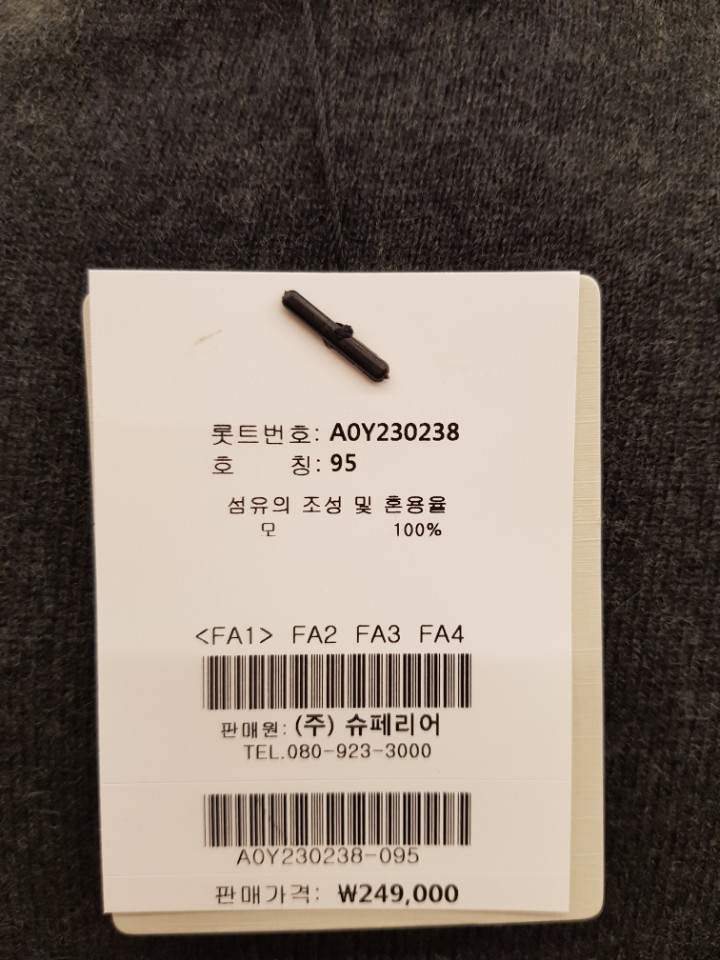 롯트번호: A0Y230238
호 칭: 95
섬유의 조성 및 혼용율
모 100%
<FA1> FA2 FA3 FA4
판매원: (주) 슈페리어
TEL.080-923-3000
A0Y230238-095
판매가격: ₩249,000